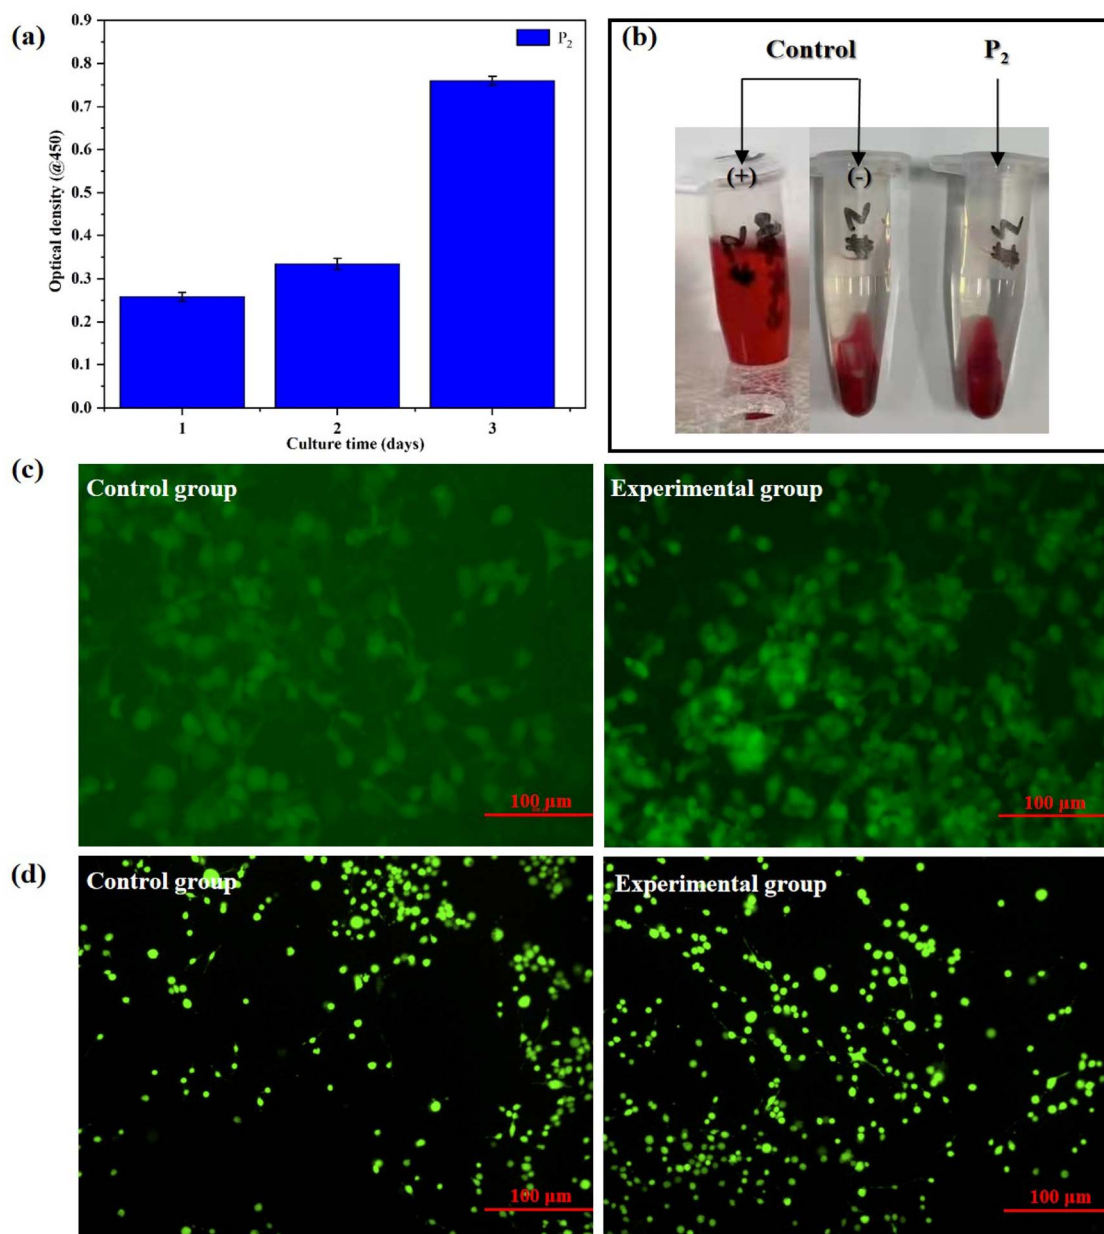 (a)
P2
0.9
0.8
0.7
0.6
0.5
0.4
0.3
0.2
0.1
0.0
Optical density (@450)
1
2
3
Culture time (days)
(b)
Control
P2
(+)
(-)
(c)
Control group
100 µm
Experimental group
100 µm
(d)
Control group
100 µm
Experimental group
100 µm